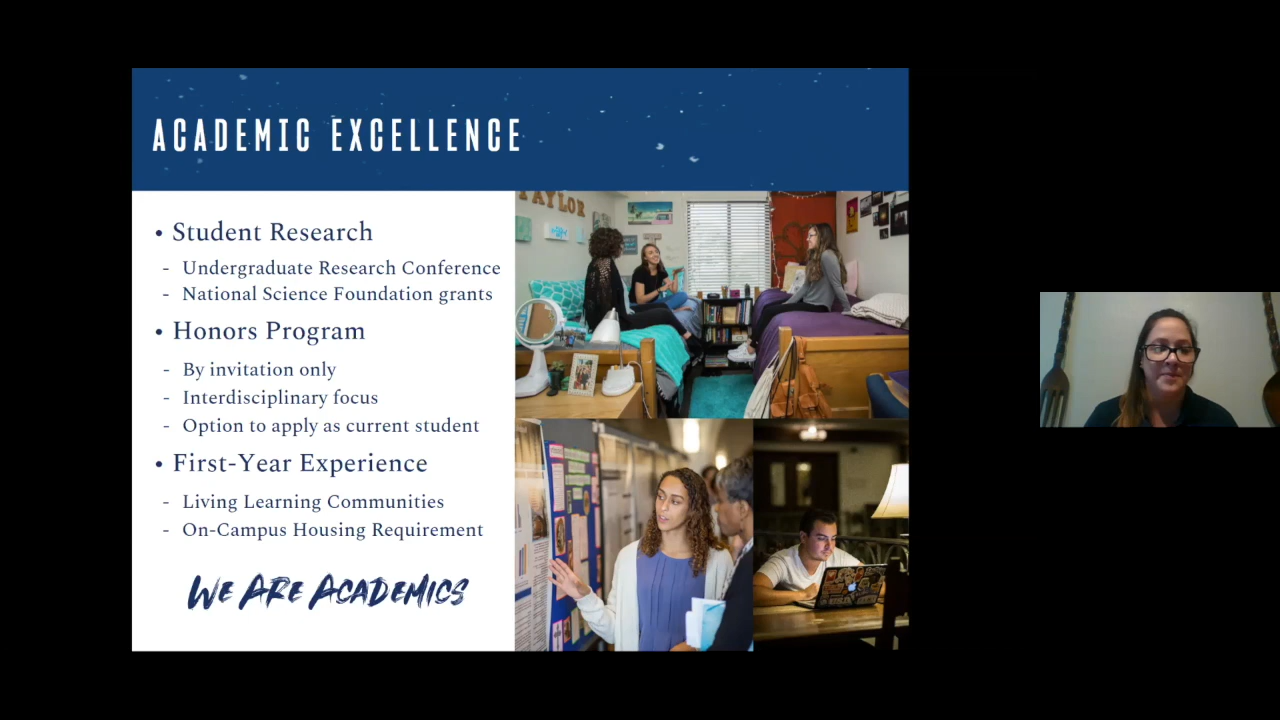 ACADEMIC EXCELLENCE
• Student Research
- Undergraduate Research Conference
- National Science Foundation grants
• Honors Program
- By invitation only
- Interdisciplinary focus
- Option to apply as current student
• First-Year Experience
- Living Learning Communities
- On-Campus Housing Requirement
WE ARE ACADEMICS
TAYLOR